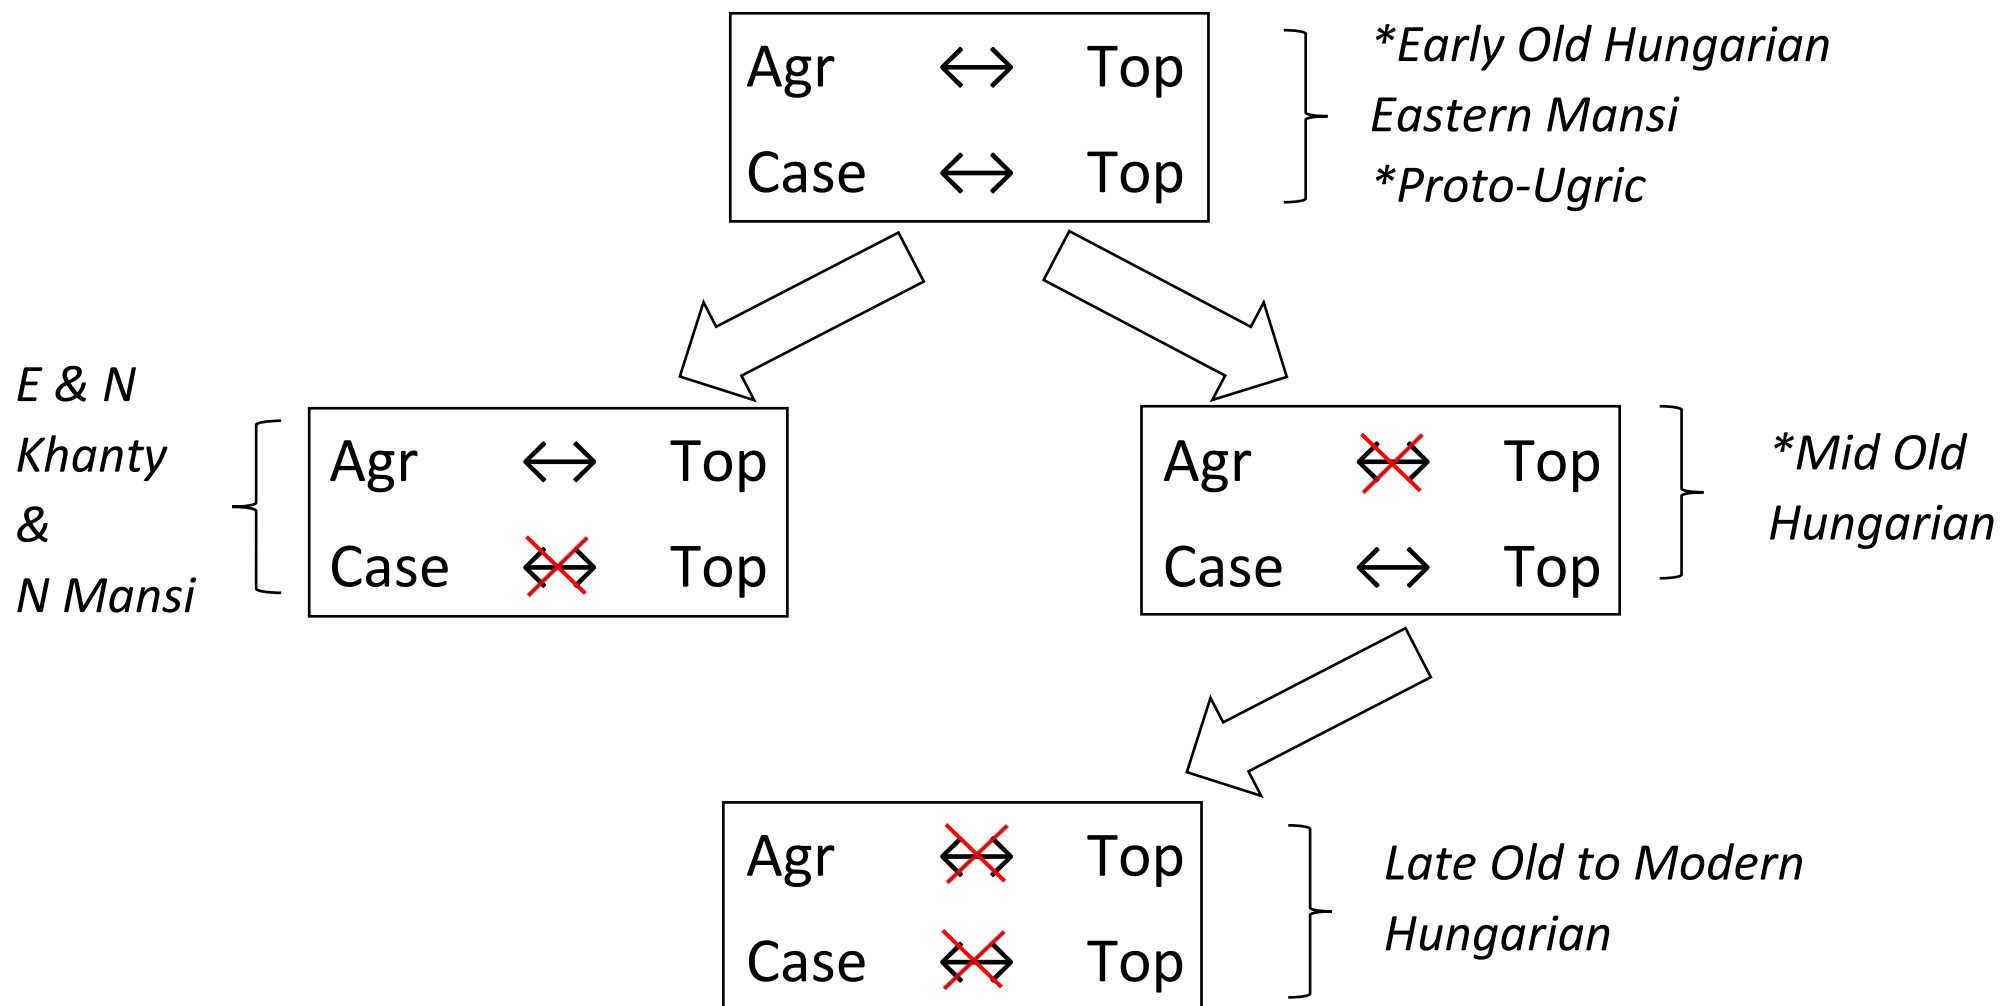 Agr ↔ Top
Case ↔ Top
*Early Old Hungarian
Eastern Mansi
*Proto-Ugric
E & N
Khanty
&
N Mansi
Agr ↔ Top
Case ↔ Top
Agr ↔ Top
Case ↔ Top
*Mid Old
Hungarian
Agr ↔ Top
Case ↔ Top
Late Old to Modern
Hungarian